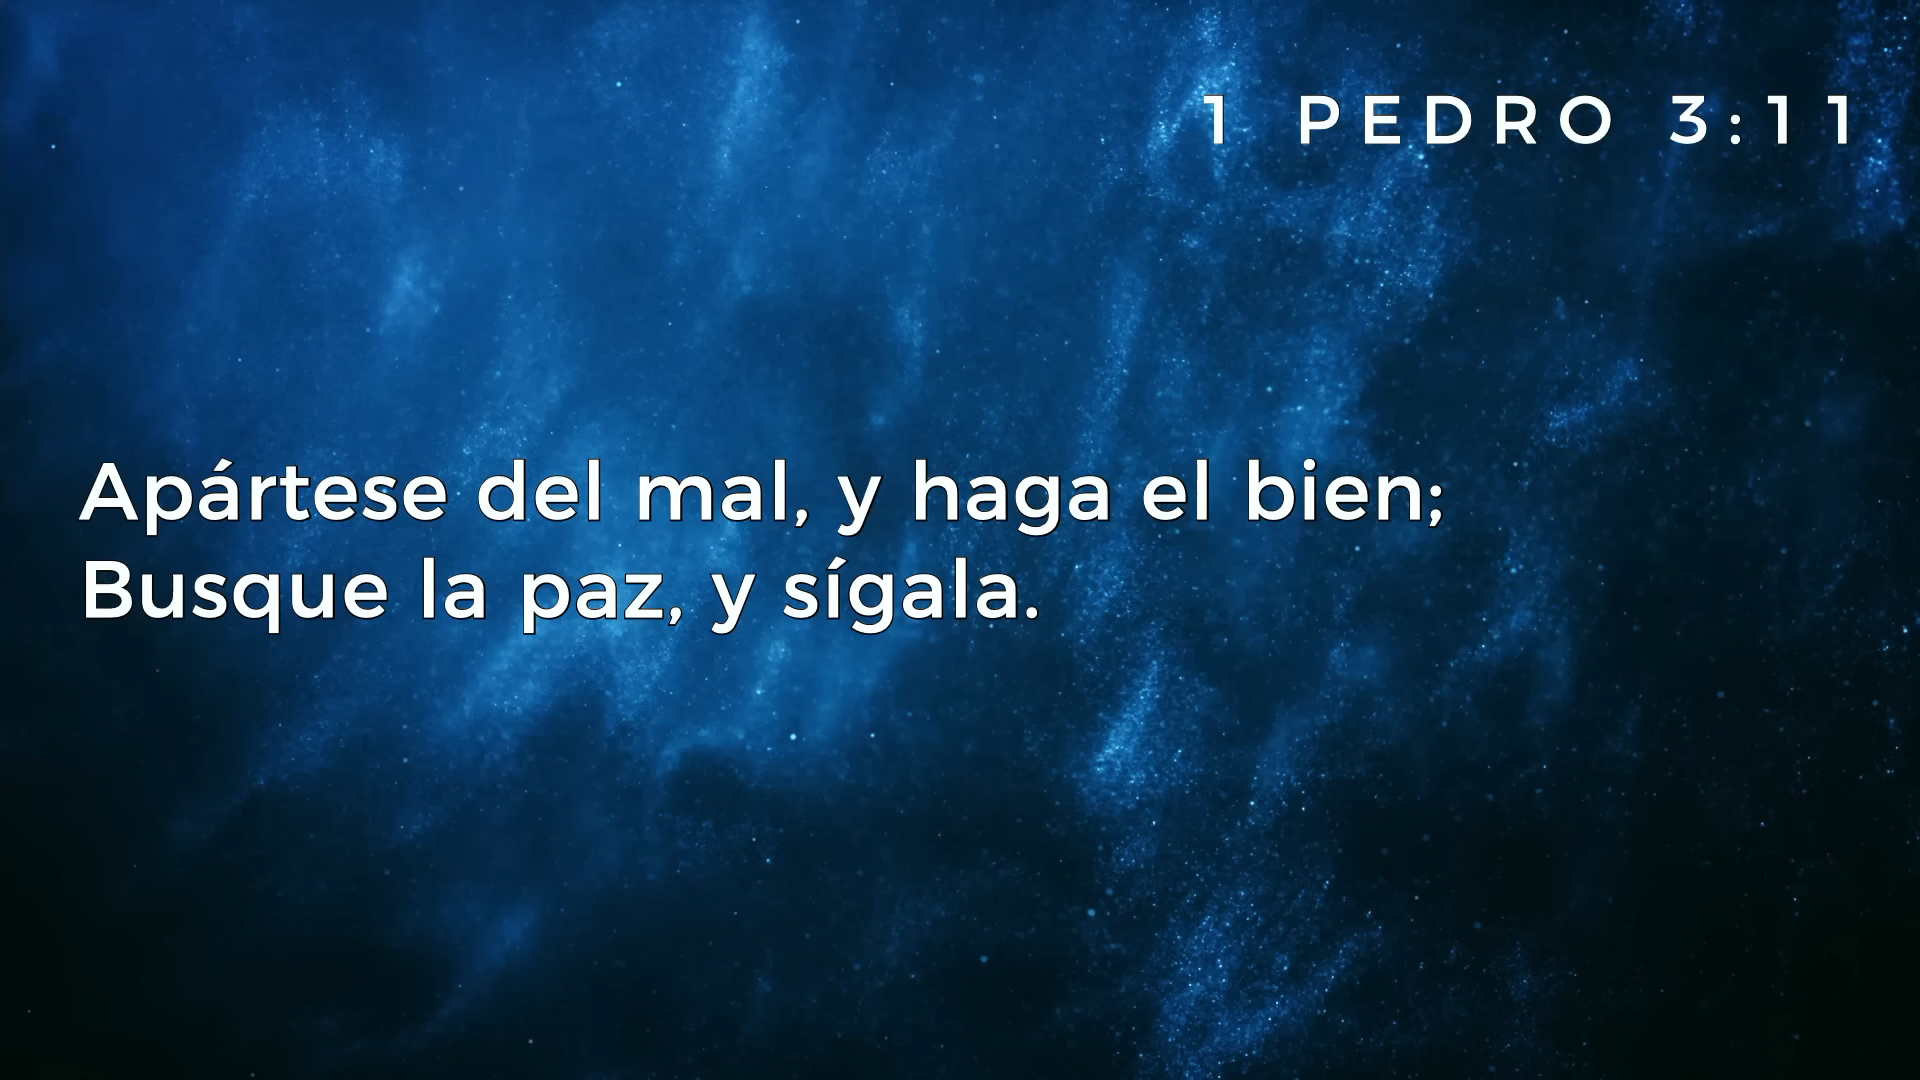 1 PEDRO 3:11
Apártese del mal, y haga el bien;
Busque la paz, y sígala.